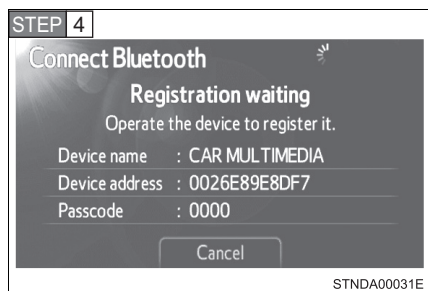 STEP 4
Connect Bluetooth
Registration waiting
Operate the device to register it.
Device name : CAR MULTIMEDIA
Device address : 0026E89E8DF7
Passcode : 0000
Cancel
STNDA00031E